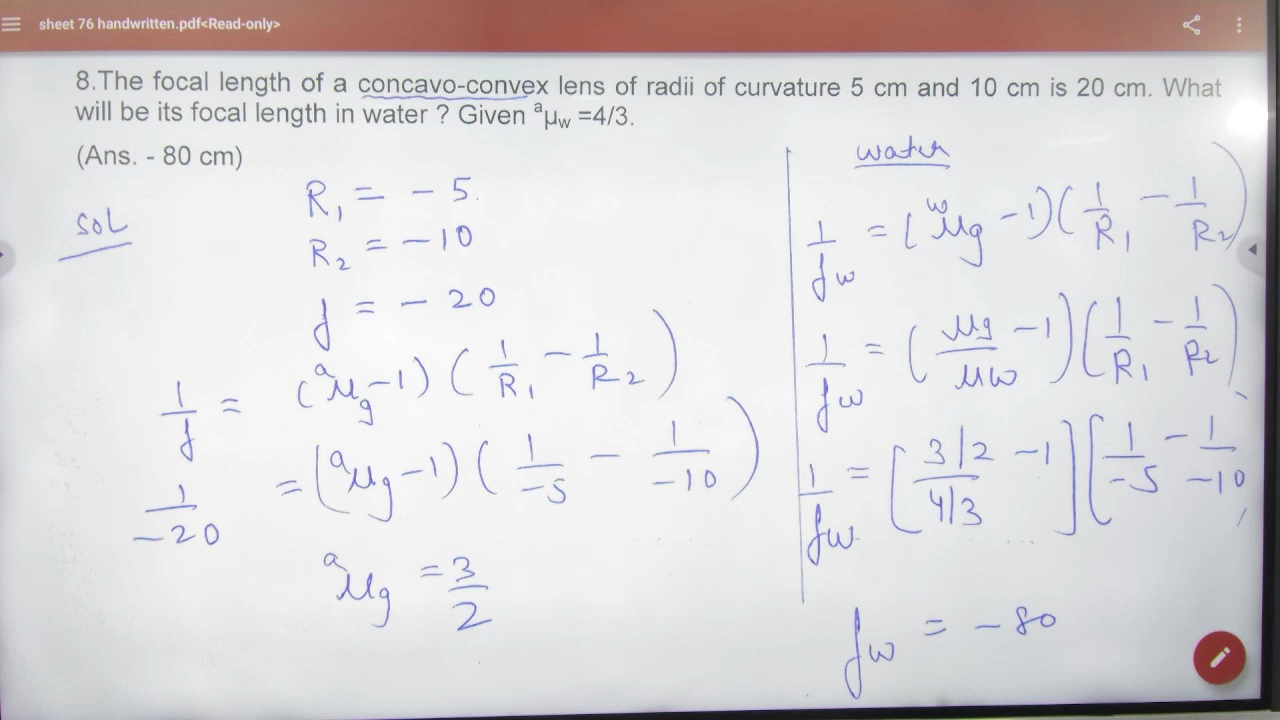 sheet 76 handwritten.pdf<Read-only>
8.The focal length of a concavo-convex lens of radii of curvature 5 cm and 10 cm is 20 cm. What
will be its focal length in water ? Given ᵃμw =4/3.
(Ans. - 80 cm)
SOL
R₁ = - 5
R₂ = -10
f = - 20
1/f = (ᵃμg -1) (1/R₁ - 1/R₂)
1/-20 = (ᵃμg -1) (1/-5 - 1/-10)
ᵃμg = 3/2
water
1/fw = (ʷμg -1)(1/R₁ - 1/R₂)
1/fw = (μg/μw -1)(1/R₁ - 1/R₂)
1/fw = [3/2 / 4/3 -1][1/-5 - 1/-10
fw = -80